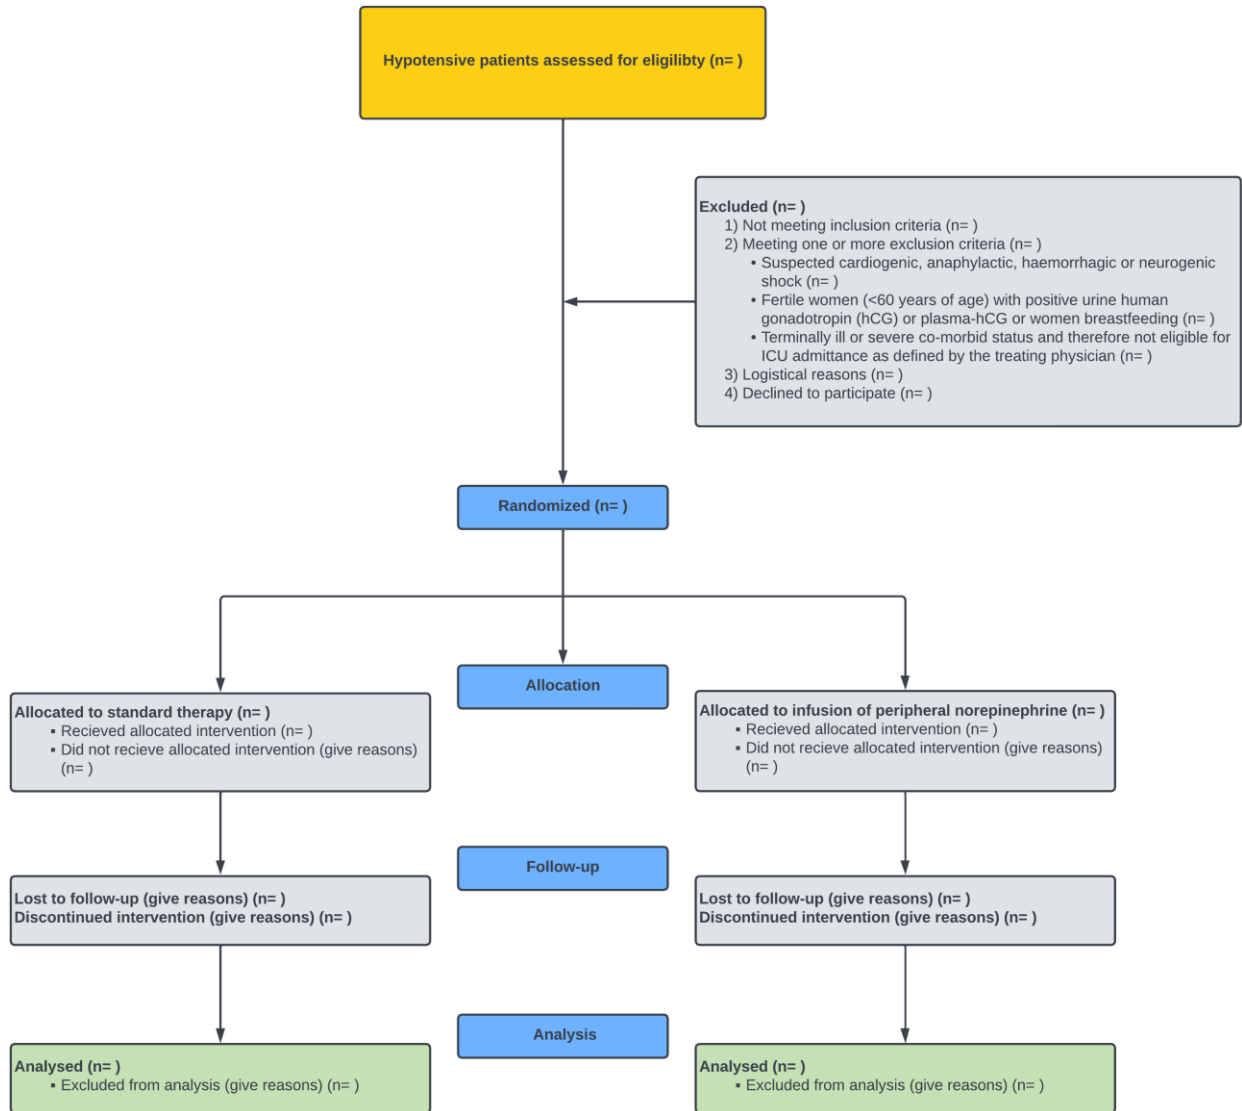 Hypotensive patients assessed for eligilibty (n= )
Excluded (n= )
1) Not meeting inclusion criteria (n= )
2) Meeting one or more exclusion criteria (n= )
• Suspected cardiogenic, anaphylactic, haemorrhagic or neurogenic
shock (n= )
• Fertile women (<60 years of age) with positive urine human
gonadotropin (hCG) or plasma-hCG or women breastfeeding (n= )
• Terminally ill or severe co-morbid status and therefore not eligible for
ICU admittance as defined by the treating physician (n= )
3) Logistical reasons (n= )
4) Declined to participate (n= )
Randomized (n= )
Allocation
Allocated to standard therapy (n= )
▪ Recieved allocated intervention (n= )
▪ Did not recieve allocated intervention (give reasons)
(n= )
Allocated to infusion of peripheral norepinephrine (n= )
▪ Recieved allocated intervention (n= )
▪ Did not recieve allocated intervention (give reasons)
(n= )
Follow-up
Lost to follow-up (give reasons) (n= )
Discontinued intervention (give reasons) (n= )
Lost to follow-up (give reasons) (n= )
Discontinued intervention (give reasons) (n= )
Analysis
Analysed (n= )
▪ Excluded from analysis (give reasons) (n= )
Analysed (n= )
▪ Excluded from analysis (give reasons) (n= )